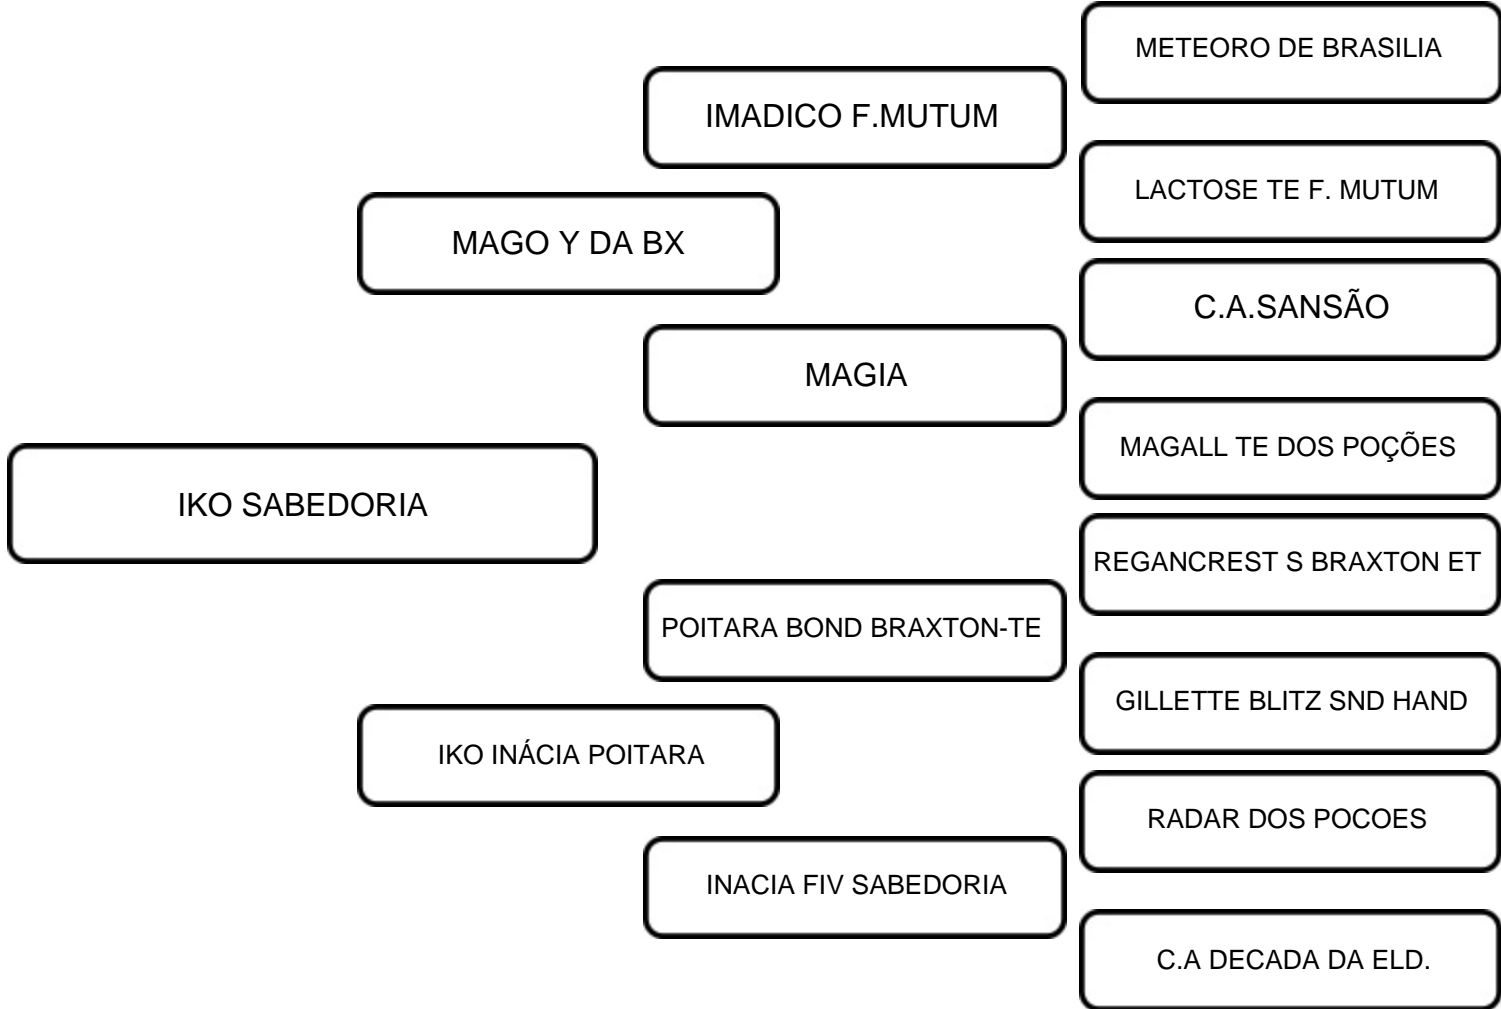 METEORO DE BRASILIA
IMADICO F.MUTUM
LACTOSE TE F. MUTUM
MAGO Y DA BX
C.A.SANSÃO
MAGIA
MAGALL TE DOS POÇÕES
IKO SABEDORIA
REGANCREST S BRAXTON ET
POITARA BOND BRAXTON-TE
GILLETTE BLITZ SND HAND
IKO INÁCIA POITARA
RADAR DOS POCOES
INACIA FIV SABEDORIA
C.A DECADA DA ELD.